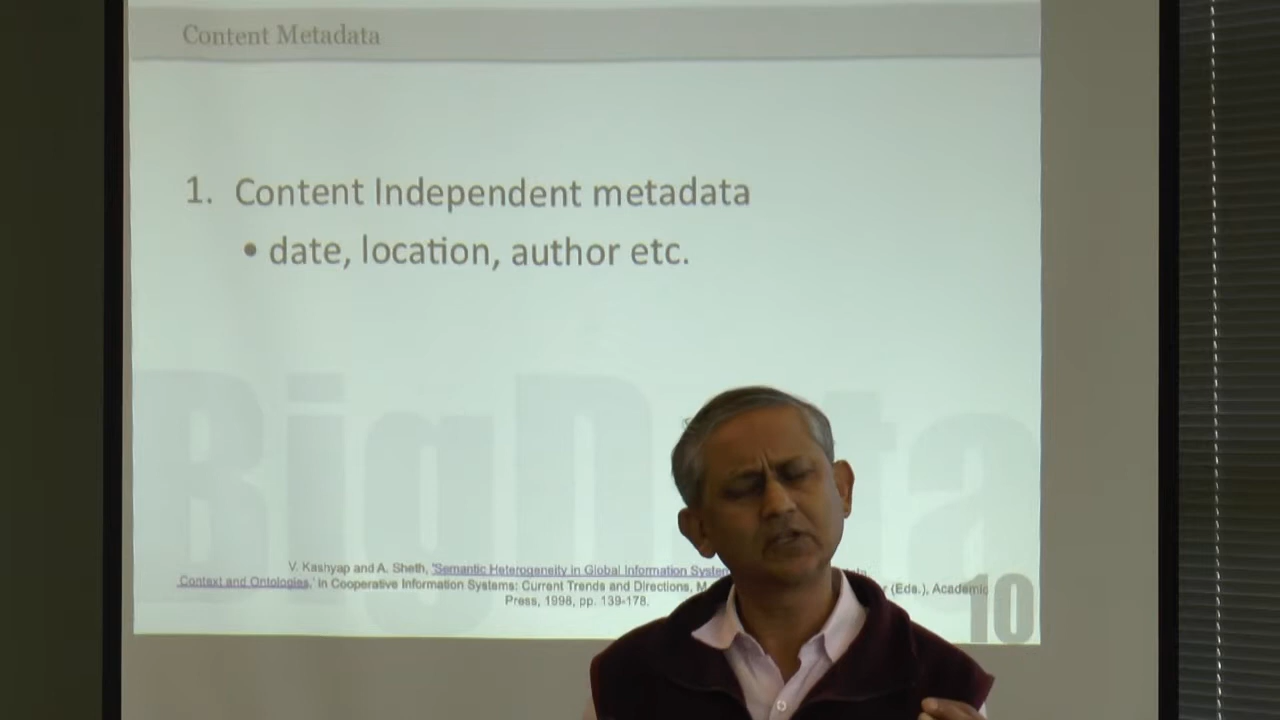 Content Metadata
1. Content Independent metadata
• date, location, author etc.
BigData
V. Kashyap and A. Sheth, 'Semantic Heterogeneity in Global Information
Context and Ontologies,' in Cooperative Information Systems: Current Trends and Directions, (Eds.), Academic
Press, 1998, pp. 139-178.
10